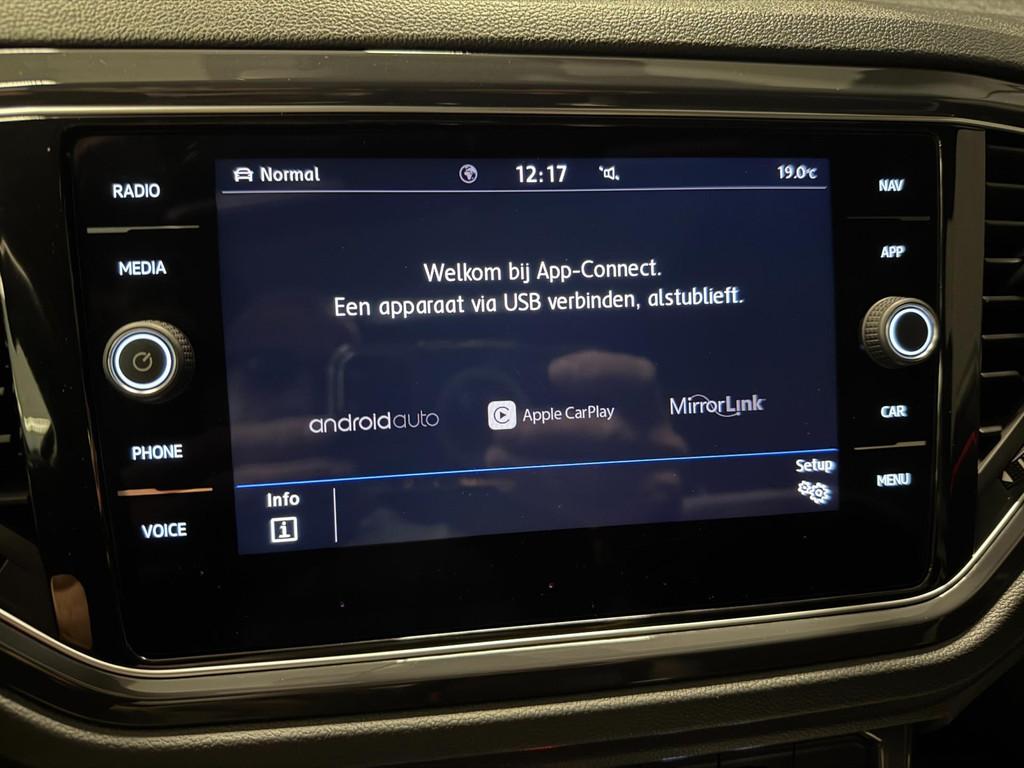 RADIO
MEDIA
PHONE
VOICE
Normal
12:17
19.0°C
Welkom bij App-Connect.
Een apparaat via USB verbinden, alstublieft.
androidauto
Apple CarPlay
MirrorLink
Info
i
Setup
NAV
APP
CAR
MENU